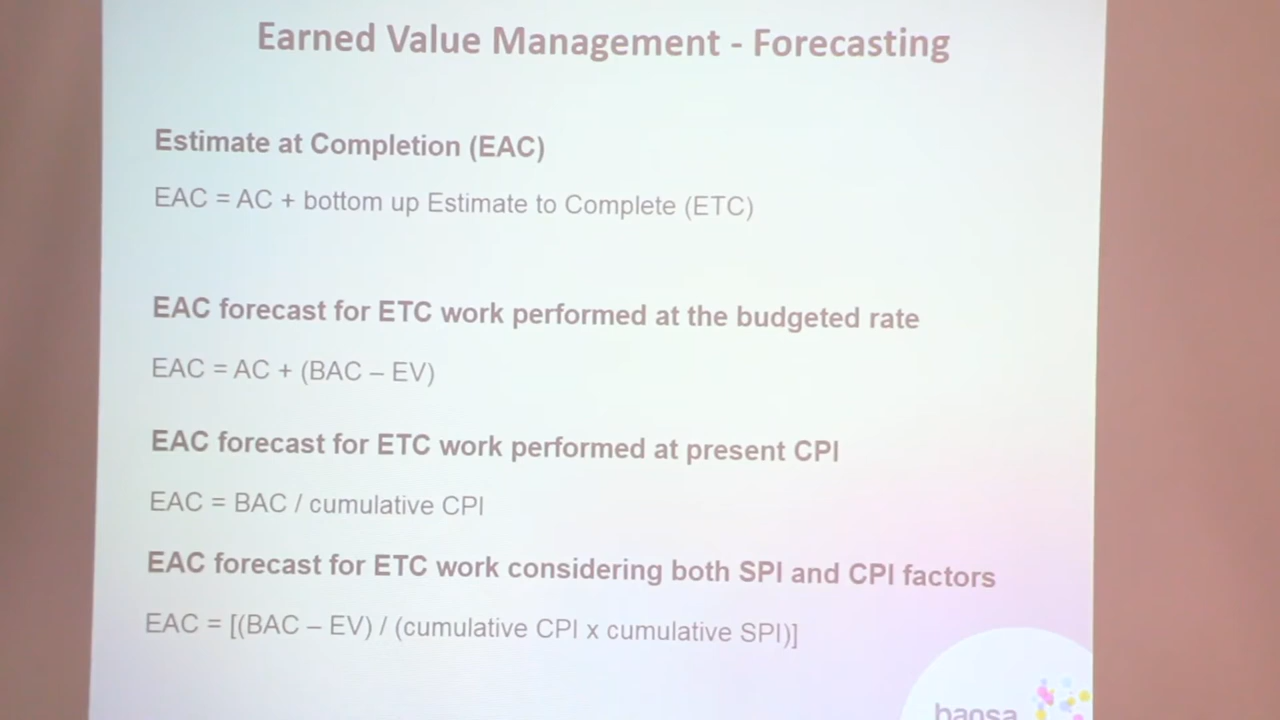 Earned Value Management - Forecasting
Estimate at Completion (EAC)
EAC = AC + bottom up Estimate to Complete (ETC)
EAC forecast for ETC work performed at the budgeted rate
EAC = AC + (BAC – EV)
EAC forecast for ETC work performed at present CPI
EAC = BAC / cumulative CPI
EAC forecast for ETC work considering both SPI and CPI factors
EAC = [(BAC – EV) / (cumulative CPI x cumulative SPI)]
hansa